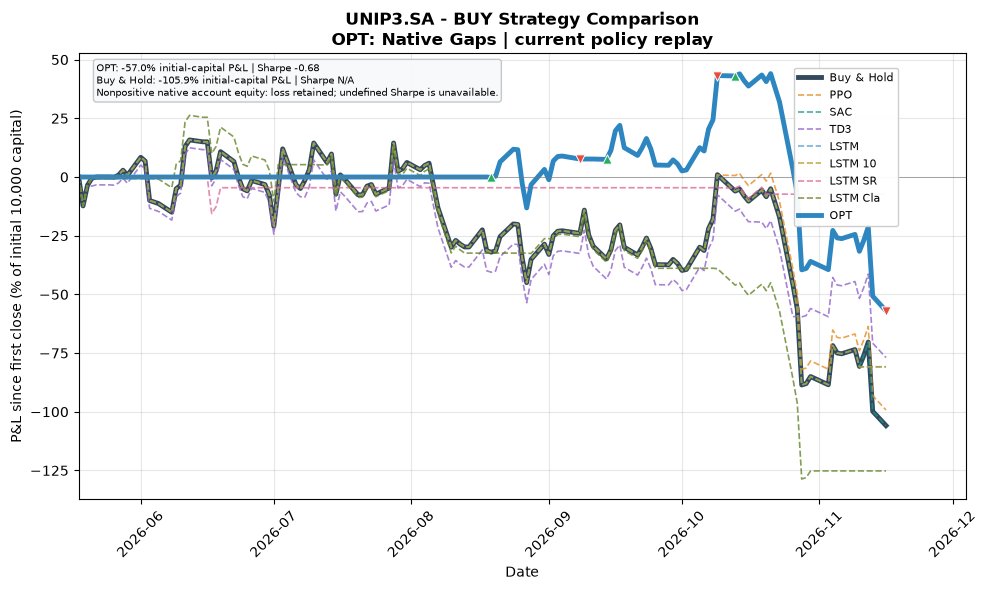 UNIP3.SA - BUY Strategy Comparison
OPT: Native Gaps | current policy replay
OPT: -57.0% initial-capital P&L | Sharpe -0.68
Buy & Hold: -105.9% initial-capital P&L | Sharpe N/A
Nonpositive native account equity: loss retained; undefined Sharpe is unavailable.
Buy & Hold
PPO
SAC
TD3
LSTM
LSTM 10
LSTM SR
LSTM Cla
OPT
P&L since first close (% of initial 10,000 capital)
50
25
0
−25
−50
−75
−100
−125
2026-06
2026-07
2026-08
2026-09
2026-10
2026-11
2026-12
Date